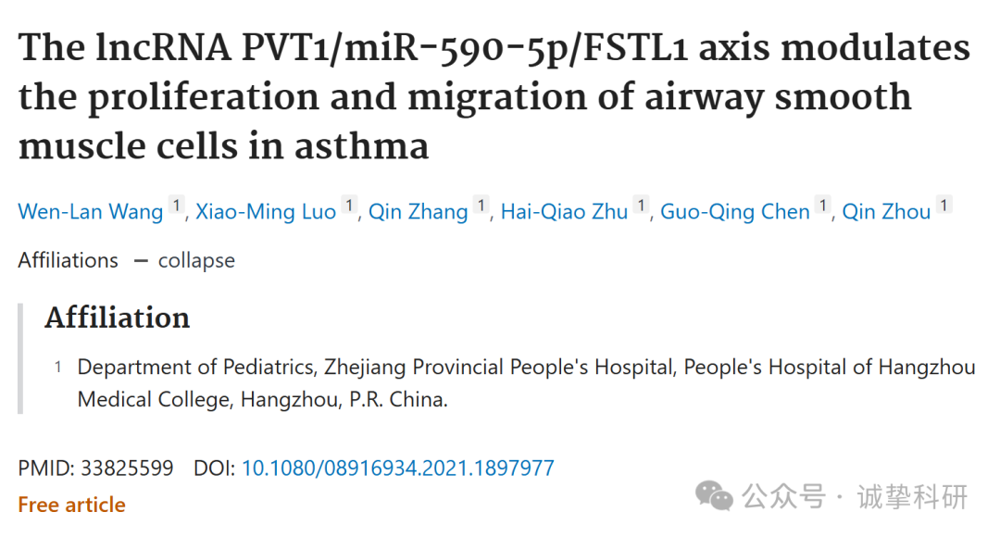 The lncRNA PVT1/miR-590-5p/FSTL1 axis modulates
the proliferation and migration of airway smooth
muscle cells in asthma
Wen-Lan Wang 1, Xiao-Ming Luo 1, Qin Zhang 1, Hai-Qiao Zhu 1, Guo-Qing Chen 1, Qin Zhou 1
Affiliations — collapse
Affiliation
1 Department of Pediatrics, Zhejiang Provincial People's Hospital, People's Hospital of Hangzhou
Medical College, Hangzhou, P.R. China.
PMID: 33825599 DOI: 10.1080/08916934.2021.1897977
Free article
公众号 · 诚挚科研